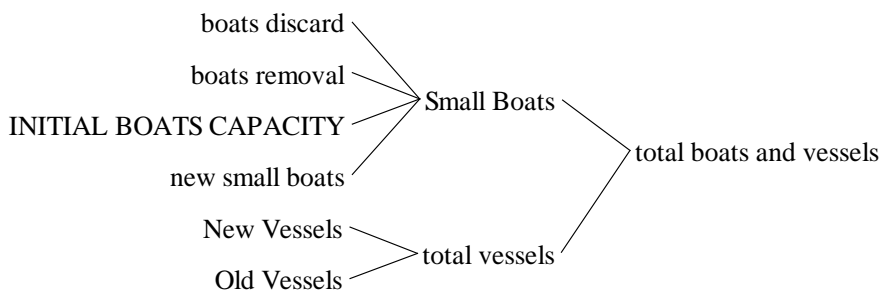 boats discard
boats removal
INITIAL BOATS CAPACITY
new small boats
Small Boats
New Vessels
Old Vessels
total vessels
total boats and vessels